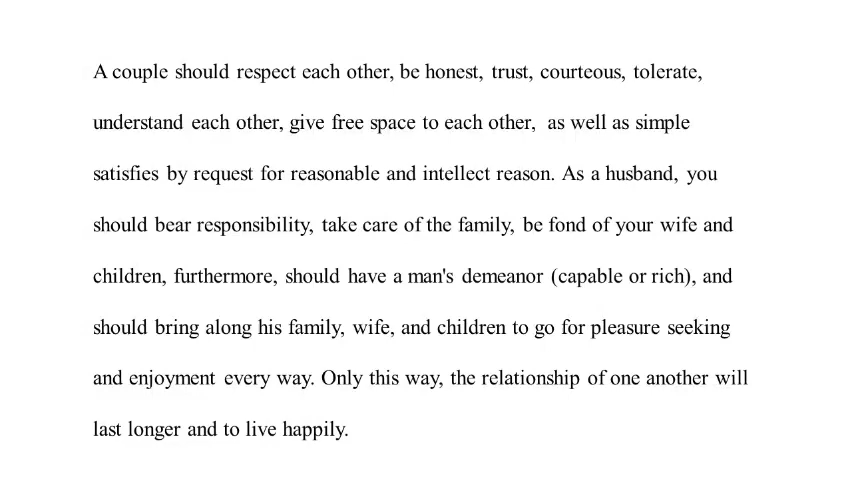 A couple should respect each other, be honest, trust, courteous, tolerate,
understand each other, give free space to each other, as well as simple
satisfies by request for reasonable and intellect reason. As a husband, you
should bear responsibility, take care of the family, be fond of your wife and
children, furthermore, should have a man's demeanor (capable or rich), and
should bring along his family, wife, and children to go for pleasure seeking
and enjoyment every way. Only this way, the relationship of one another will
last longer and to live happily.